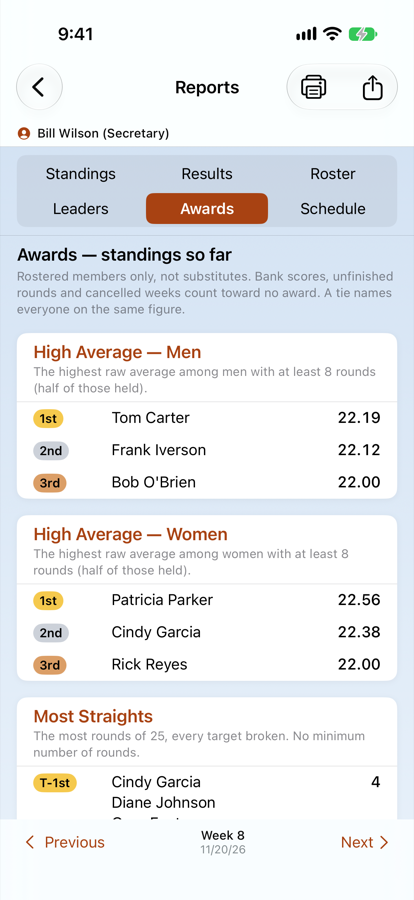 9:41
Reports
Bill Wilson (Secretary)
Standings
Results
Roster
Leaders
Awards
Schedule
Awards — standings so far
Rostered members only, not substitutes. Bank scores, unfinished
rounds and cancelled weeks count toward no award. A tie names
everyone on the same figure.
High Average — Men
The highest raw average among men with at least 8 rounds
(half of those held).
1st Tom Carter 22.19
2nd Frank Iverson 22.12
3rd Bob O'Brien 22.00
High Average — Women
The highest raw average among women with at least 8
rounds (half of those held).
1st Patricia Parker 22.56
2nd Cindy Garcia 22.38
3rd Rick Reyes 22.00
Most Straights
The most rounds of 25, every target broken. No minimum
number of rounds.
T-1st Cindy Garcia 4
Diane Johnson
Previous
Week 8
11/20/26
Next